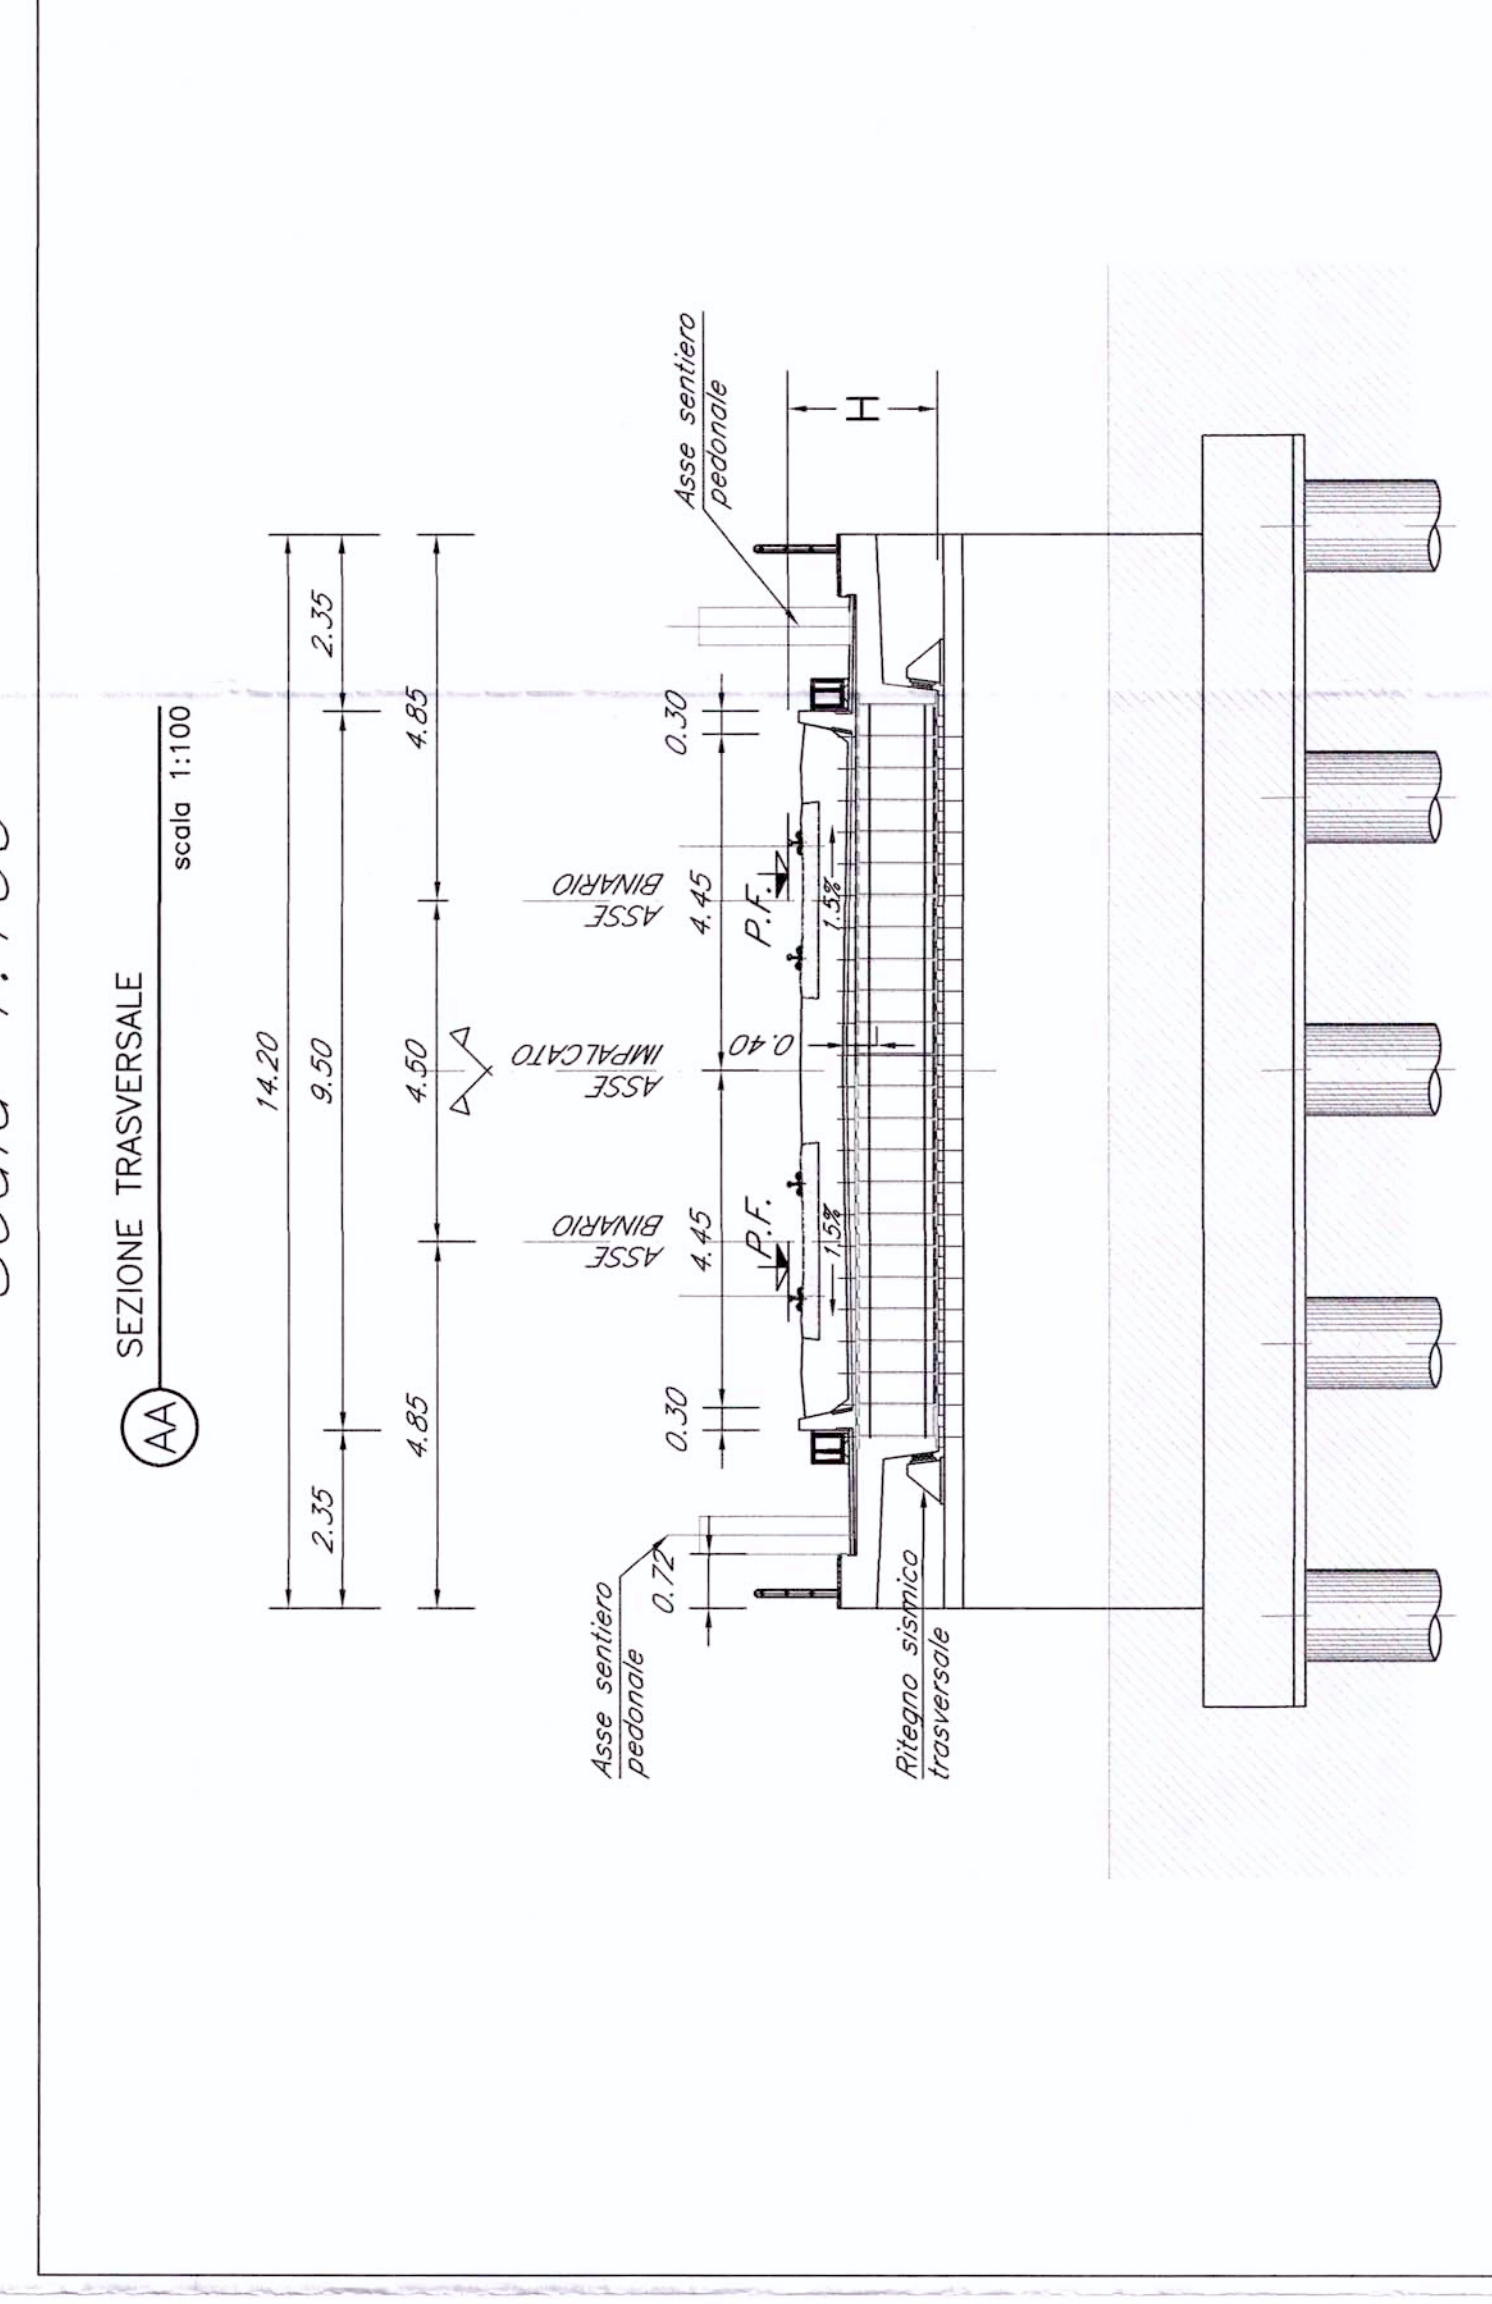 SEZIONE TRASVERSALE
AA
scala 1:100
14.20
2.35
9.50
2.35
4.85
4.50
4.85
ASSE
BINARIO
ASSE
IMPALCATO
ASSE
BINARIO
Asse sentiero
pedonale
Asse sentiero
pedonale
0.72
0.30
4.45
4.45
0.30
P.F.
0.40
P.F.
1.5%
1.5%
H
Ritegno sismico
trasversale